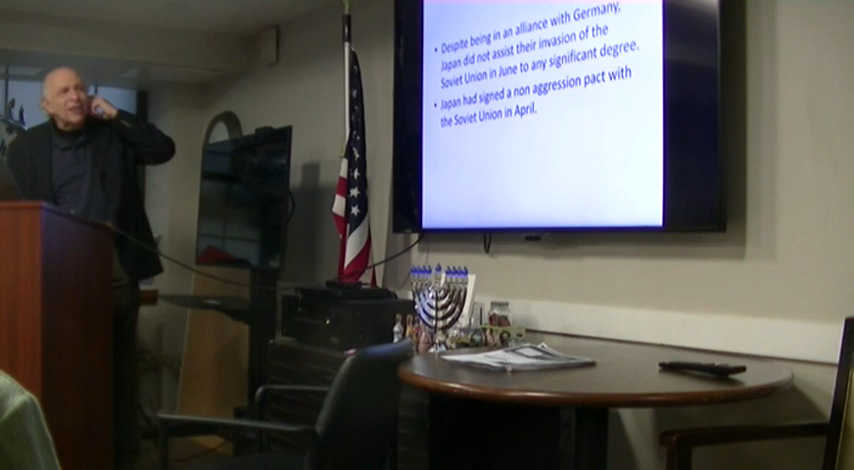 • Despite being in an alliance with Germany,
Japan did not assist their invasion of the
Soviet Union in June to any significant degree.
• Japan had signed a non aggression pact with
the Soviet Union in April.